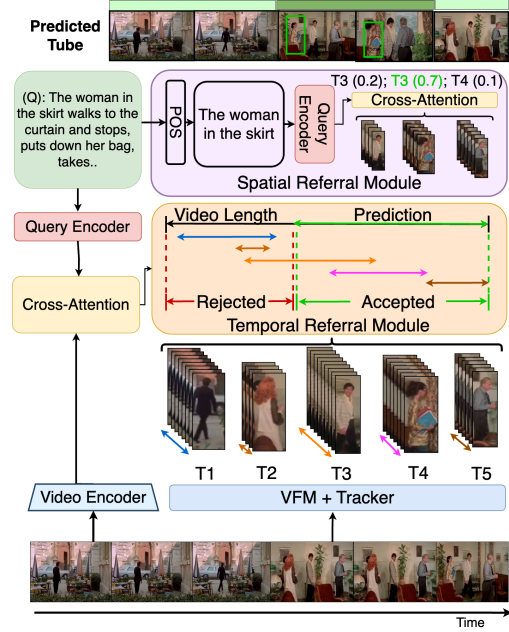 Predicted
Tube
(Q): The woman in
the skirt walks to the
curtain and stops,
puts down her bag,
takes..
POS
The woman
in the skirt
Query
Encoder
T3 (0.2); T3 (0.7); T4 (0.1)
Cross-Attention
Spatial Referral Module
Query Encoder
Cross-Attention
Video Length
Prediction
Rejected
Accepted
Temporal Referral Module
T1
T2
T3
T4
T5
Video Encoder
VFM + Tracker
Time